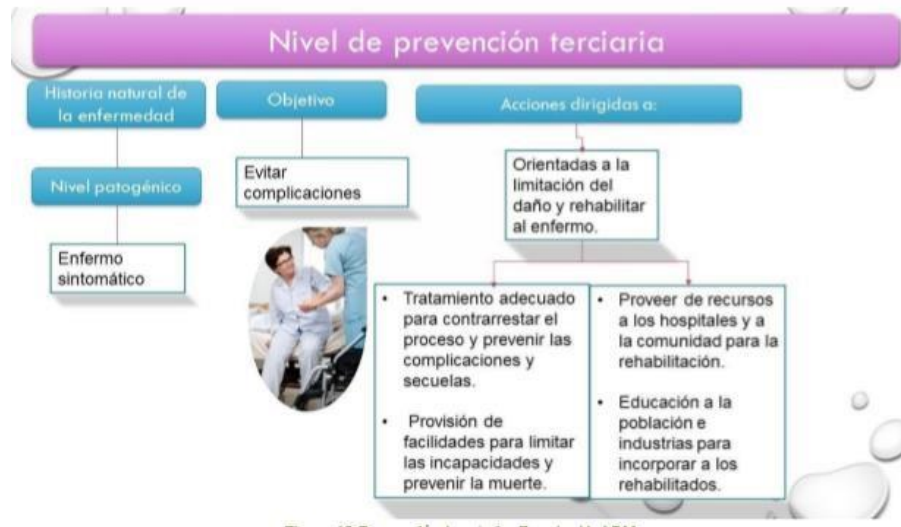 Nivel de prevención terciaria
Historia natural de
la enfermedad
Nivel patogénico
Enfermo
sintomático
Objetivo
Evitar
complicaciones
Acciones dirigidas a:
Orientadas a la
limitación del
daño y rehabilitar
al enfermo.
• Tratamiento adecuado
para contrarrestar el
proceso y prevenir las
complicaciones y
secuelas.
• Provisión de
facilidades para limitar
las incapacidades y
prevenir la muerte.
• Proveer de recursos
a los hospitales y a
la comunidad para la
rehabilitación.
• Educación a la
población e
industrias para
incorporar a los
rehabilitados.